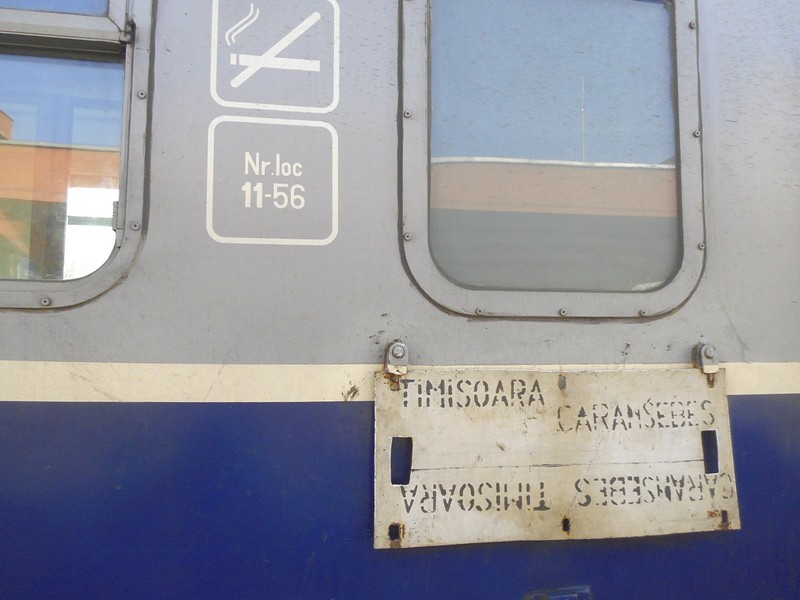 Nr.loc
11-56
TIMISOARA
CARANSEBES
CARANSEBES TIMISOARA